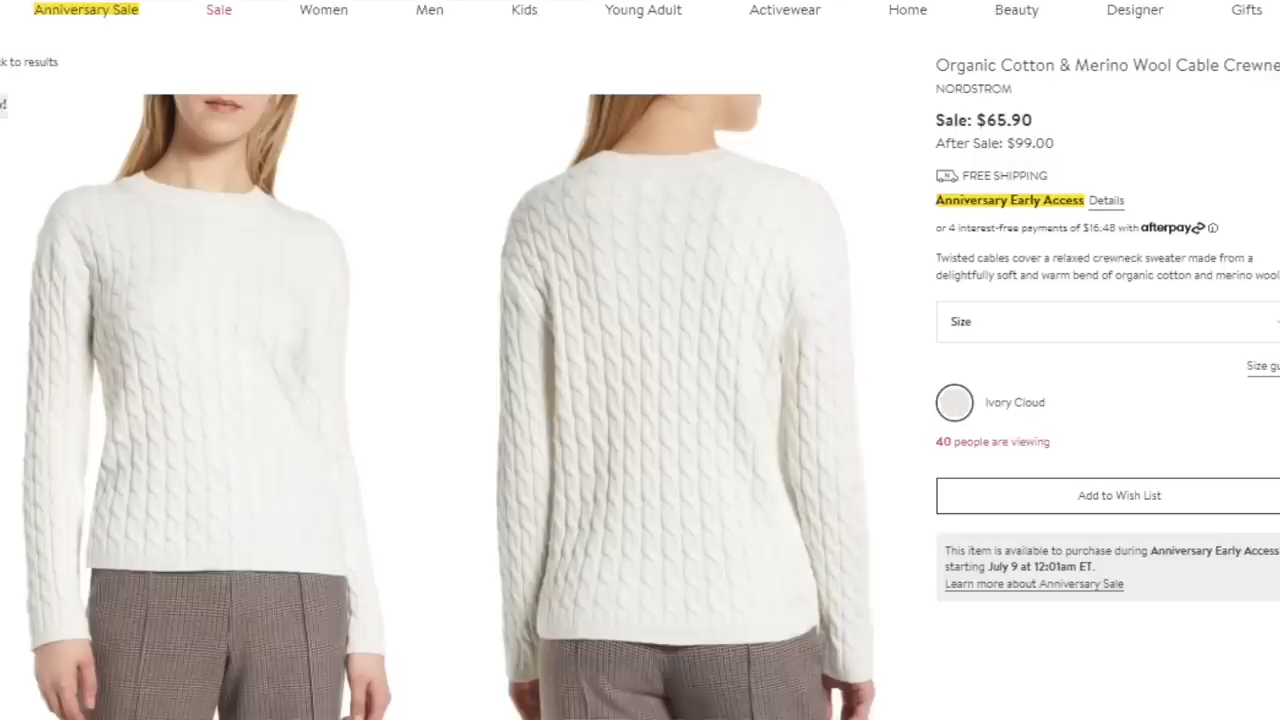 Anniversary Sale Sale Women Men Kids Young Adult Activewear Home Beauty Designer Gifts
to results
Organic Cotton & Merino Wool Cable
NORDSTROM
Sale: $65.90
After Sale: $99.00
FREE SHIPPING
Anniversary Early Access Details
or 4 interest-free payments of $16.48 with afterpay
Twisted cables cover a relaxed crewneck sweater made from a
delightfully soft and warm bend of organic cotton and merino wool
Size
Size
Ivory Cloud
40 people are viewing
Add to Wish List
This item is available to purchase during Anniversary Early Access
starting July 9 at 12:01am ET.
Learn more about Anniversary Sale